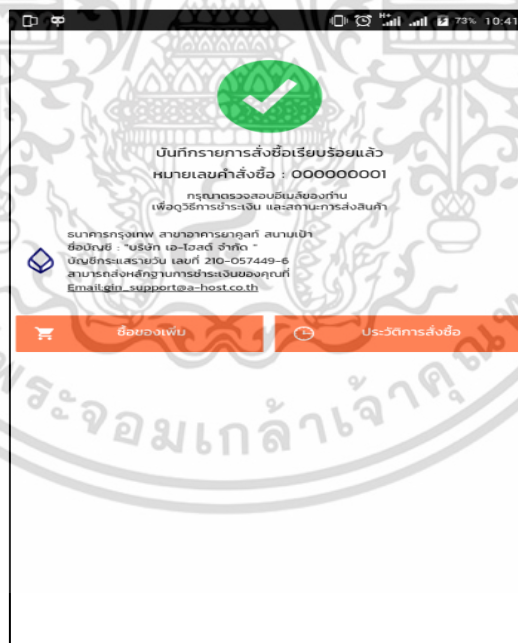 73% 10:41
บันทึกรายการสั่งซื้อเรียบร้อยแล้ว
หมายเลขคำสั่งซื้อ : 000000001
กรุณาตรวจสอบอีเมล์ของท่าน
เพื่อดูวิธีการชำระเงิน และสถานะการส่งสินค้า
ธนาคารกรุงเทพ สาขาอาคารยาคูลท์ สนามเป้า
ชื่อบัญชี : "บริษัท เอ-โฮสต์ จำกัด "
บัญชีกระแสรายวัน เลขที่ 210-057449-6
สามารถส่งหลักฐานการชำระเงินของคุณที่
Email:gin_support@a-host.co.th
ซื้อของเพิ่ม
ประวัติการสั่งซื้อ